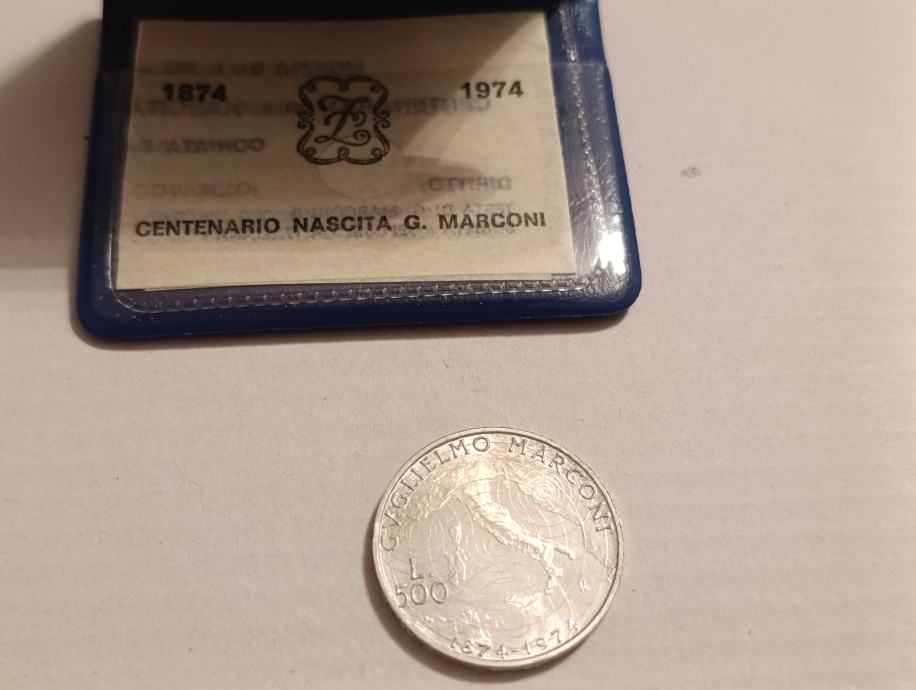 1874 1974
CENTENARIO NASCITA G. MARCONI
GVGLIELMO MARCONI
L.
500
R
1874-1974